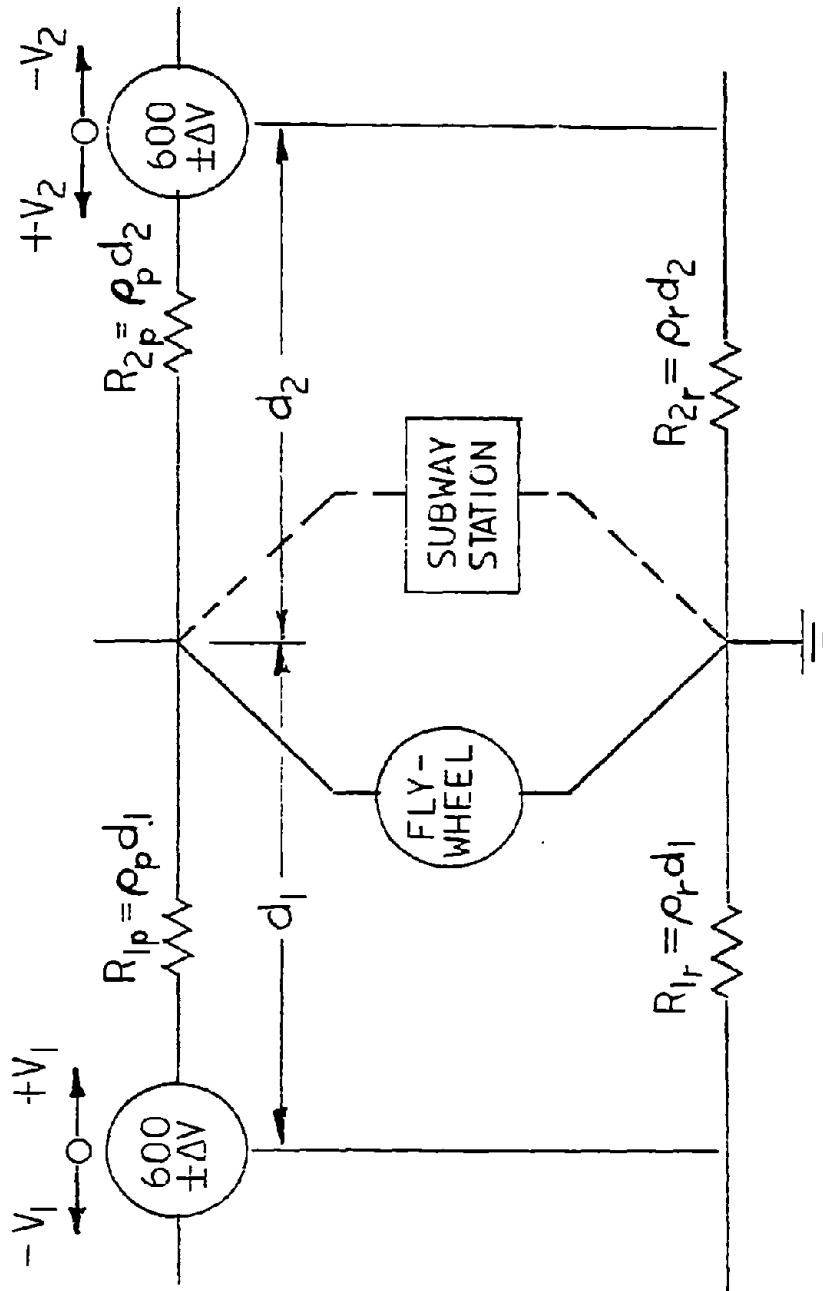 -V₁ +V₁
+V₂ -V₂
600
±ΔV
R₁ₚ = ρₚd₁
R₂ₚ = ρₚd₂
600
±ΔV
d₁
d₂
FLY-
WHEEL
SUBWAY
STATION
R₁ᵣ = ρᵣd₁
R₂ᵣ = ρᵣd₂